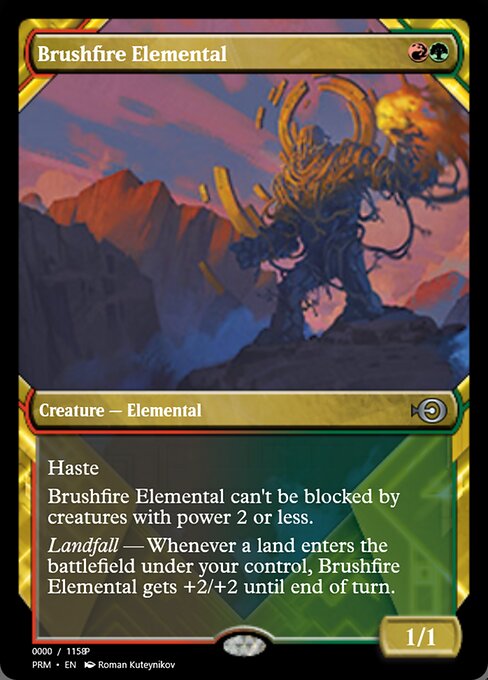 Brushfire Elemental
Creature — Elemental
Haste
Brushfire Elemental can't be blocked by
creatures with power 2 or less.
Landfall — Whenever a land enters the
battlefield under your control, Brushfire
Elemental gets +2/+2 until end of turn.
1/1
0000 / 1158P
PRM • EN Roman Kuteynikov